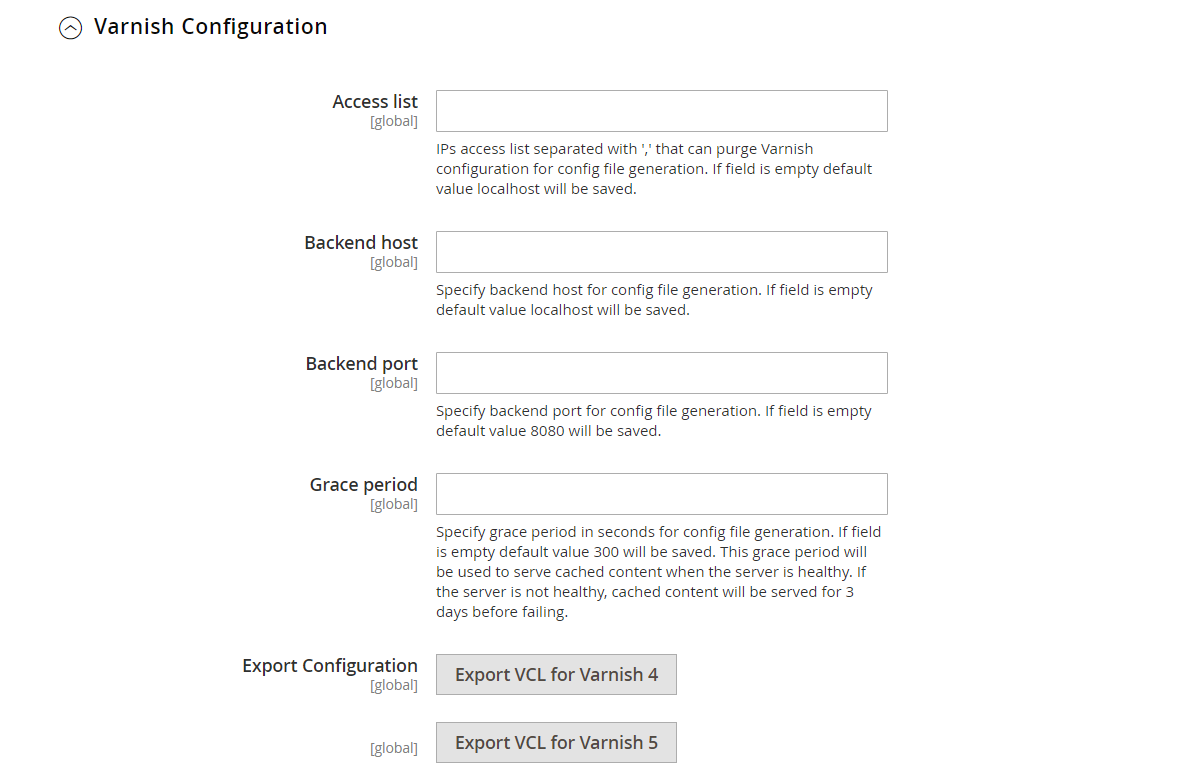 Varnish Configuration
Access list
[global]
IPs access list separated with ',' that can purge Varnish
configuration for config file generation. If field is empty default
value localhost will be saved.
Backend host
[global]
Specify backend host for config file generation. If field is empty
default value localhost will be saved.
Backend port
[global]
Specify backend port for config file generation. If field is empty
default value 8080 will be saved.
Grace period
[global]
Specify grace period in seconds for config file generation. If field
is empty default value 300 will be saved. This grace period will
be used to serve cached content when the server is healthy. If
the server is not healthy, cached content will be served for 3
days before failing.
Export Configuration
[global]
Export VCL for Varnish 4
[global]
Export VCL for Varnish 5